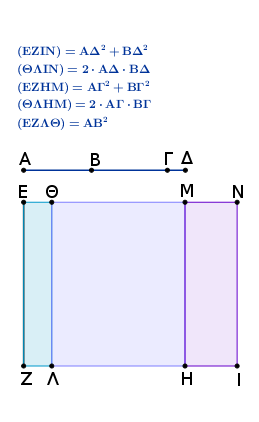 (ΕΖΙΝ) = ΑΔ² + ΒΔ²
(ΘΛΙΝ) = 2 · ΑΔ · ΒΔ
(ΕΖΗΜ) = ΑΓ² + ΒΓ²
(ΘΛΗΜ) = 2 · ΑΓ · ΒΓ
(ΕΖΛΘ) = ΑΒ²
Α Β Γ Δ
Ε Θ Μ Ν
Ζ Λ Η Ι